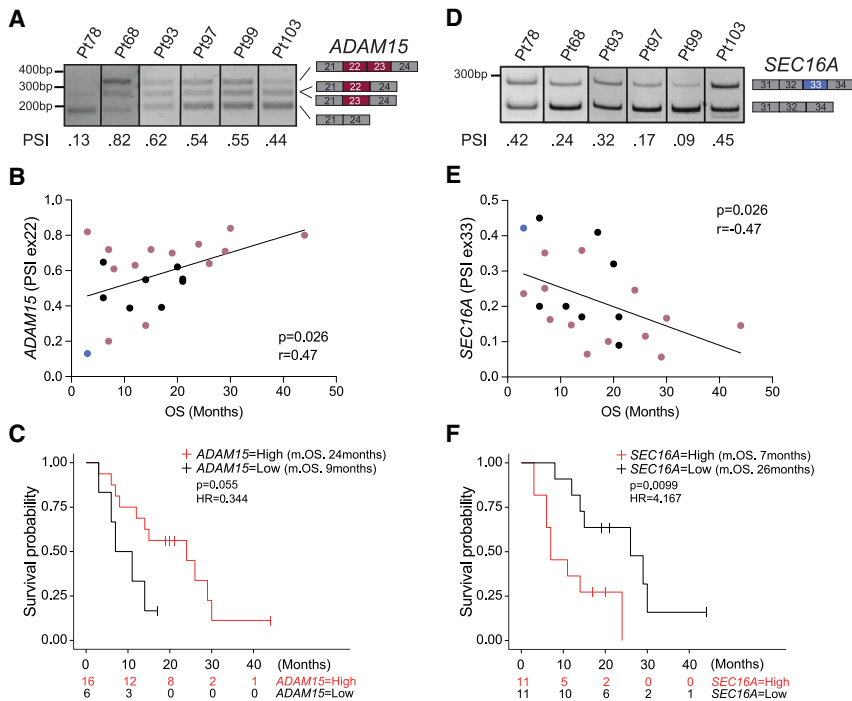 A
Pt78 Pt68 Pt93 Pt97 Pt99 Pt103
ADAM15
400bp
300bp
200bp
21 22 23 24
21 22 24
21 23 24
21 24
PSI .13 .82 .62 .54 .55 .44
B
ADAM15 (PSI ex22)
1.0
0.8
0.6
0.4
0.2
0.0
0 10 20 30 40 50
OS (Months)
p=0.026
r=0.47
C
ADAM15=High (m.OS. 24months)
ADAM15=Low (m.OS. 9months)
p=0.055
HR=0.344
Survival probability
1.00
0.75
0.50
0.25
0.00
0 10 20 30 40 (Months)
16 12 8 2 1 ADAM15=High
6 3 0 0 0 ADAM15=Low
D
Pt78 Pt68 Pt93 Pt97 Pt99 Pt103
SEC16A
300bp
31 32 33 34
31 32 34
PSI .42 .24 .32 .17 .09 .45
E
SEC16A (PSI ex33)
0.5
0.4
0.3
0.2
0.1
0.0
0 10 20 30 40 50
OS (Months)
p=0.026
r=-0.47
F
SEC16A=High (m.OS. 7months)
SEC16A=Low (m.OS. 26months)
p=0.0099
HR=4.167
Survival probability
1.00
0.75
0.50
0.25
0.00
0 10 20 30 40 (Months)
11 5 2 0 0 SEC16A=High
11 10 6 2 1 SEC16A=Low